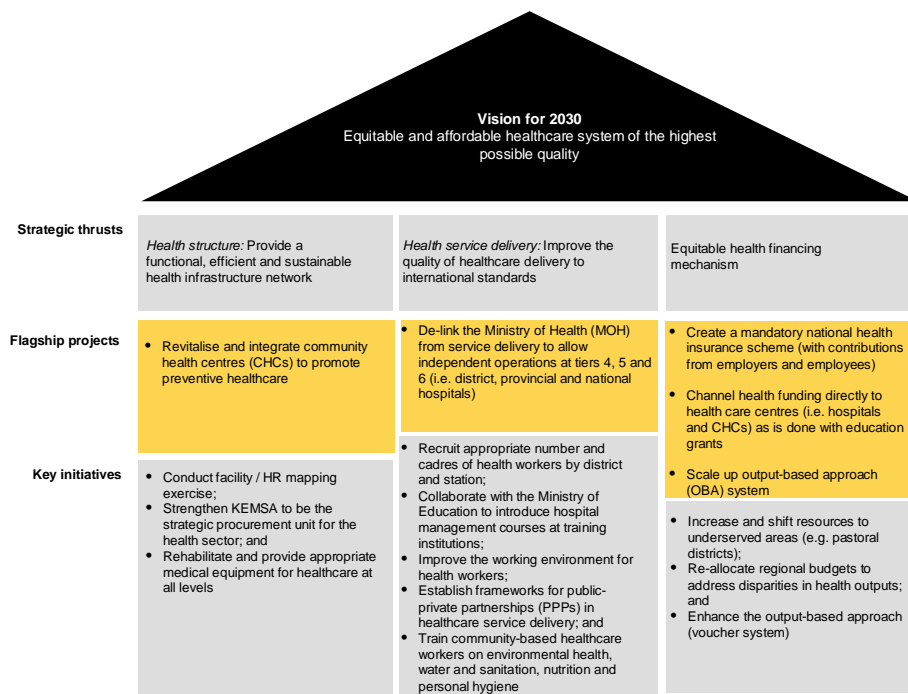 Vision for 2030
Equitable and affordable healthcare system of the highest
possible quality
Strategic thrusts
Health structure: Provide a
functional, efficient and sustainable
health infrastructure network
Health service delivery: Improve the
quality of healthcare delivery to
international standards
Equitable health financing
mechanism
Flagship projects
• Revitalise and integrate community
health centres (CHCs) to promote
preventive healthcare
• De-link the Ministry of Health (MOH)
from service delivery to allow
independent operations at tiers 4, 5 and
6 (i.e. district, provincial and national
hospitals)
• Create a mandatory national health
insurance scheme (with contributions
from employers and employees)
• Channel health funding directly to
health care centres (i.e. hospitals
and CHCs) as is done with education
grants
• Scale up output-based approach
(OBA) system
Key initiatives
• Conduct facility / HR mapping
exercise;
• Strengthen KEMSA to be the
strategic procurement unit for the
health sector; and
• Rehabilitate and provide appropriate
medical equipment for healthcare at
all levels
• Recruit appropriate number and
cadres of health workers by district
and station;
• Collaborate with the Ministry of
Education to introduce hospital
management courses at training
institutions;
• Improve the working environment for
health workers;
• Establish frameworks for public-
private partnerships (PPPs) in
healthcare service delivery; and
• Train community-based healthcare
workers on environmental health,
water and sanitation, nutrition and
personal hygiene
• Increase and shift resources to
underserved areas (e.g. pastoral
districts);
• Re-allocate regional budgets to
address disparities in health outputs;
and
• Enhance the output-based approach
(voucher system)